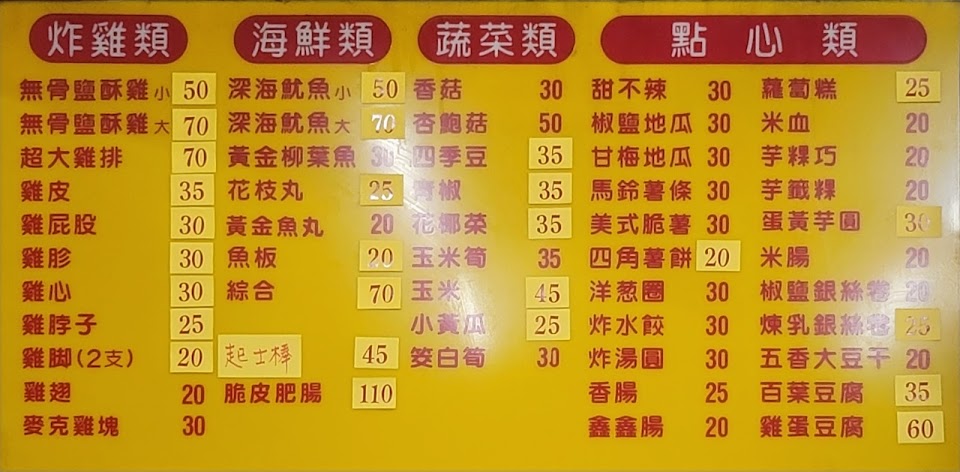 炸雞類
無骨鹽酥雞小 50
無骨鹽酥雞大 70
超大雞排 70
雞皮 35
雞屁股 30
雞胗 30
雞心 30
雞脖子 25
雞腳(2支) 20
雞翅 20
麥克雞塊 30
海鮮類
深海魷魚小 50
深海魷魚大 70
黃金柳葉魚 30
花枝丸 25
黃金魚丸 20
魚板 20
綜合 70
起士棒 45
脆皮肥腸 110
蔬菜類
香菇 30
杏鮑菇 50
四季豆 35
青椒 35
花椰菜 35
玉米筍 35
玉米 45
小黃瓜 25
筊白筍 30
點心類
甜不辣 30
椒鹽地瓜 30
甘梅地瓜 30
馬鈴薯條 30
美式脆薯 30
四角薯餅 20
洋葱圈 30
炸水餃 30
炸湯圓 30
香腸 25
鑫鑫腸 20
蘿蔔糕 25
米血 20
芋粿巧 20
芋籤粿 20
蛋黃芋圓 30
米腸 20
椒鹽銀絲卷 20
煉乳銀絲卷 25
五香大豆干 20
百葉豆腐 35
雞蛋豆腐 60